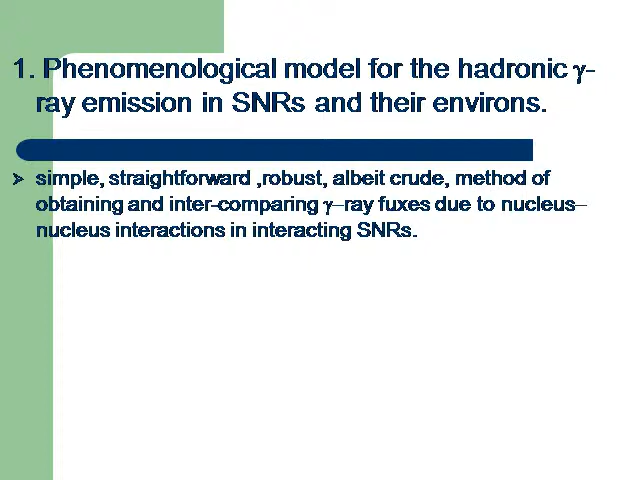 1. Phenomenological model for the hadronic γ-
ray emission in SNRs and their environs.
➢ simple, straightforward ,robust, albeit crude, method of
obtaining and inter-comparing γ–ray fuxes due to nucleus–
nucleus interactions in interacting SNRs.